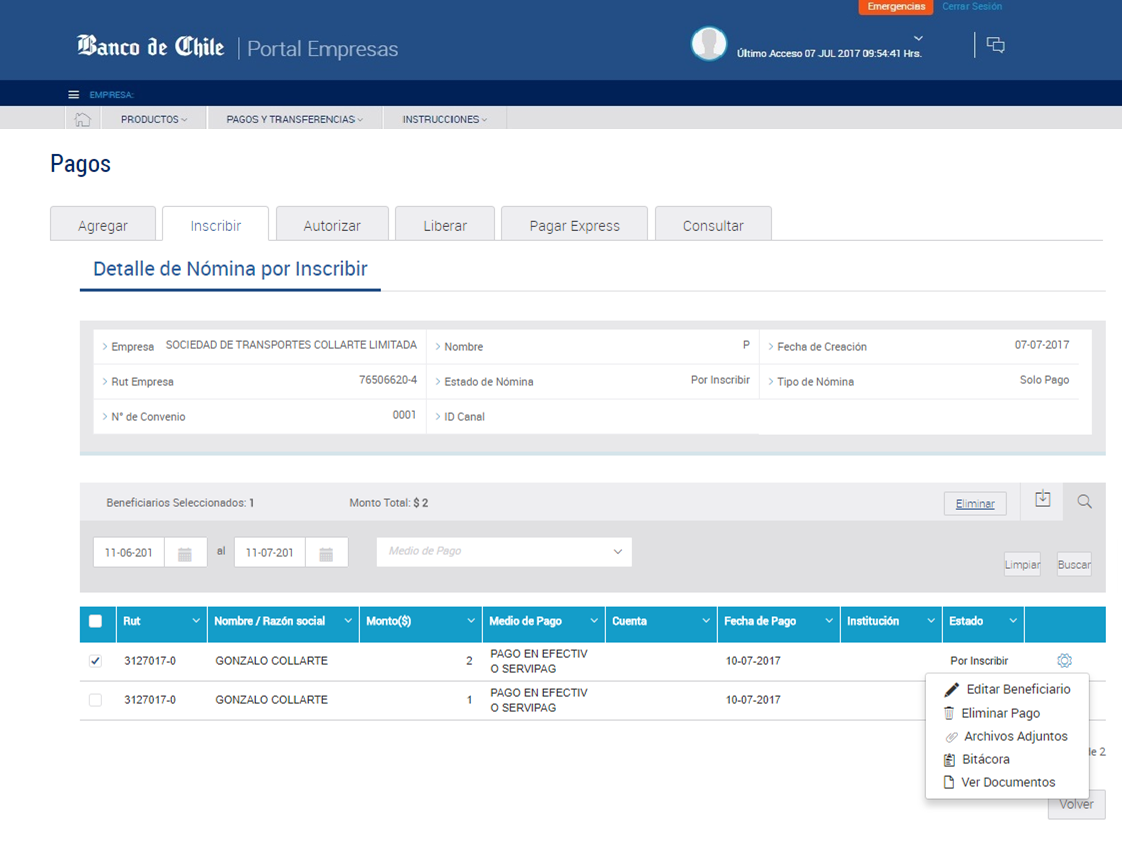 Emergencias Cerrar Sesión
Banco de Chile Portal Empresas
Último Acceso 07 JUL 2017 09:54:41 Hrs.
EMPRESA:
PRODUCTOS PAGOS Y TRANSFERENCIAS INSTRUCCIONES
Pagos
Agregar Inscribir Autorizar Liberar Pagar Express Consultar
Detalle de Nómina por Inscribir
Empresa SOCIEDAD DE TRANSPORTES COLLARTE LIMITADA Nombre P Fecha de Creación 07-07-2017
Rut Empresa 76506620-4 Estado de Nómina Por Inscribir Tipo de Nómina Solo Pago
N° de Convenio 0001 ID Canal
Beneficiarios Seleccionados: 1 Monto Total: $ 2 Eliminar
11-06-201 al 11-07-201 Medio de Pago
Limpiar Buscar
Rut Nombre / Razón social Monto($) Medio de Pago Cuenta Fecha de Pago Institución Estado
3127017-0 GONZALO COLLARTE 2 PAGO EN EFECTIV 10-07-2017 Por Inscribir
O SERVIPAG
3127017-0 GONZALO COLLARTE 1 PAGO EN EFECTIV 10-07-2017
O SERVIPAG
Editar Beneficiario
Eliminar Pago
Archivos Adjuntos
de 2
Bitácora
Ver Documentos
Volver